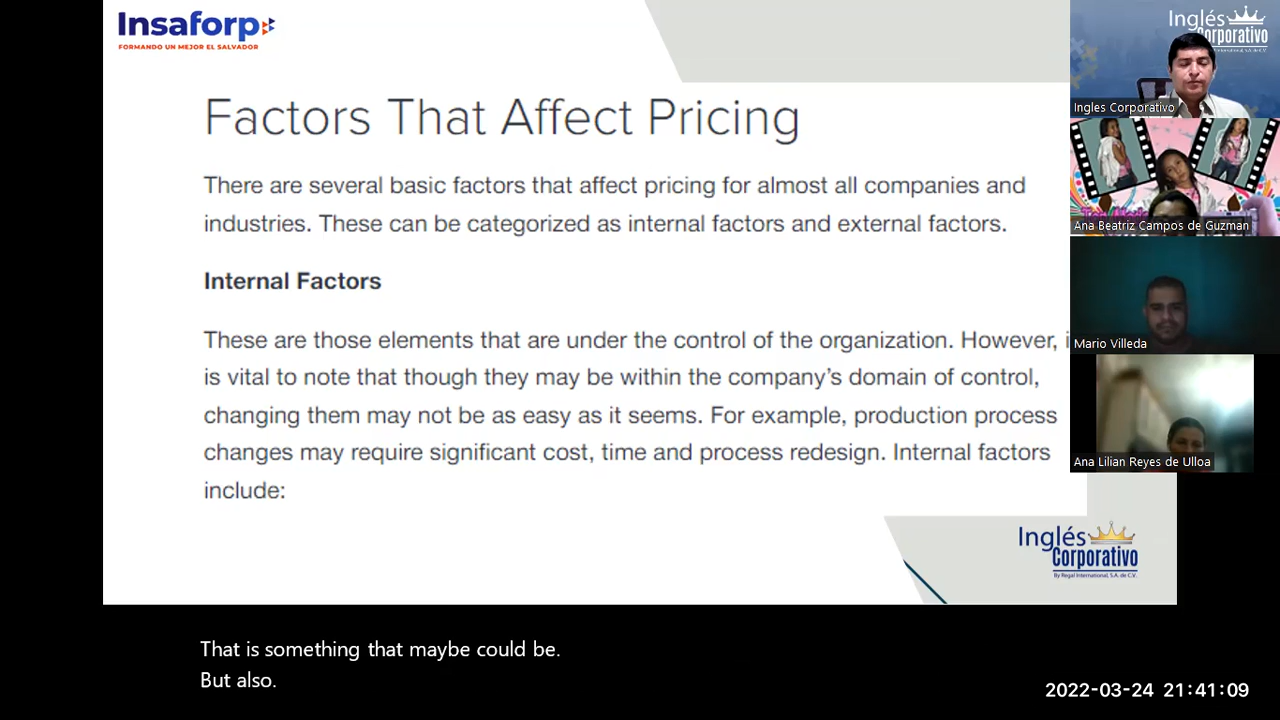 Insaforp
FORMANDO UN MEJOR EL SALVADOR
Factors That Affect Pricing
There are several basic factors that affect pricing for almost all companies and
industries. These can be categorized as internal factors and external factors.
Internal Factors
These are those elements that are under the control of the organization. However, i
is vital to note that though they may be within the company’s domain of control,
changing them may not be as easy as it seems. For example, production process
changes may require significant cost, time and process redesign. Internal factors
include:
Inglés
Corporativo
By Regal International, S.A. de C.V.
Inglés
Corporativo
Ingles Corporativo
Ana Beatriz Campos de Guzman
Mario Villeda
Ana Lilian Reyes de Ulloa
That is something that maybe could be.
But also.
2022-03-24 21:41:09